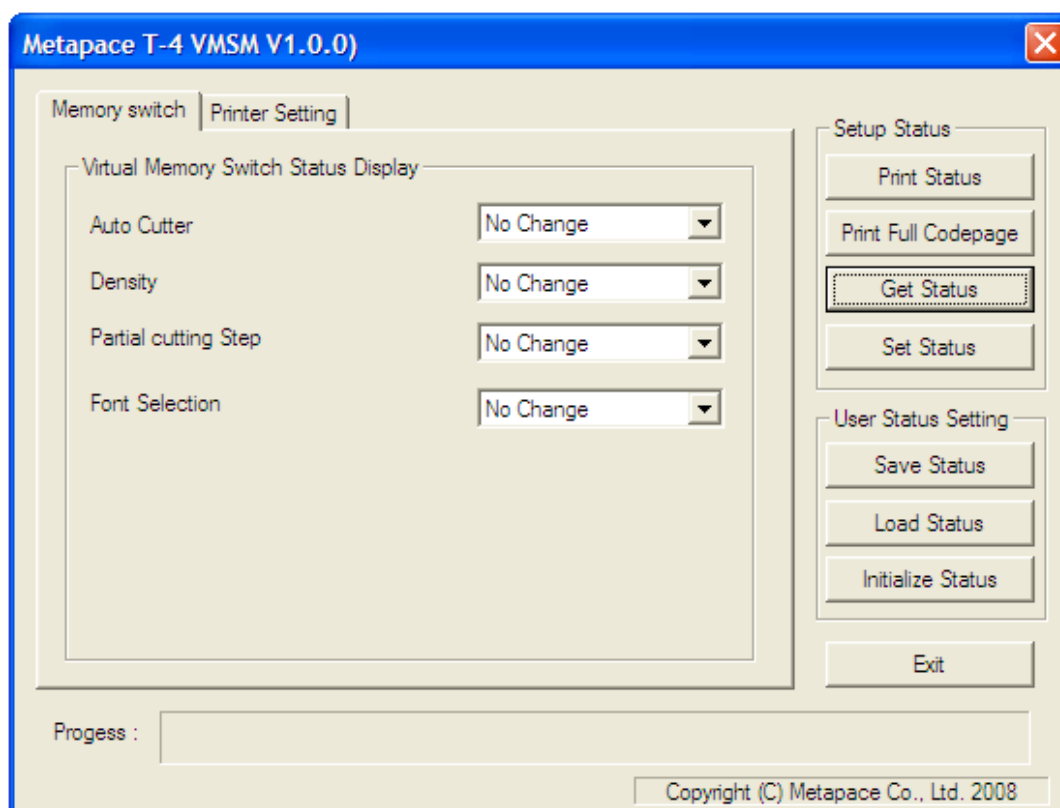 Metapace T-4 VMSM V1.0.0)
Memory switch
Printer Setting
Virtual Memory Switch Status Display
Auto Cutter
No Change
Density
No Change
Partial cutting Step
No Change
Font Selection
No Change
Setup Status
Print Status
Print Full Codepage
Get Status
Set Status
User Status Setting
Save Status
Load Status
Initialize Status
Exit
Progess :
Copyright (C) Metapace Co., Ltd. 2008